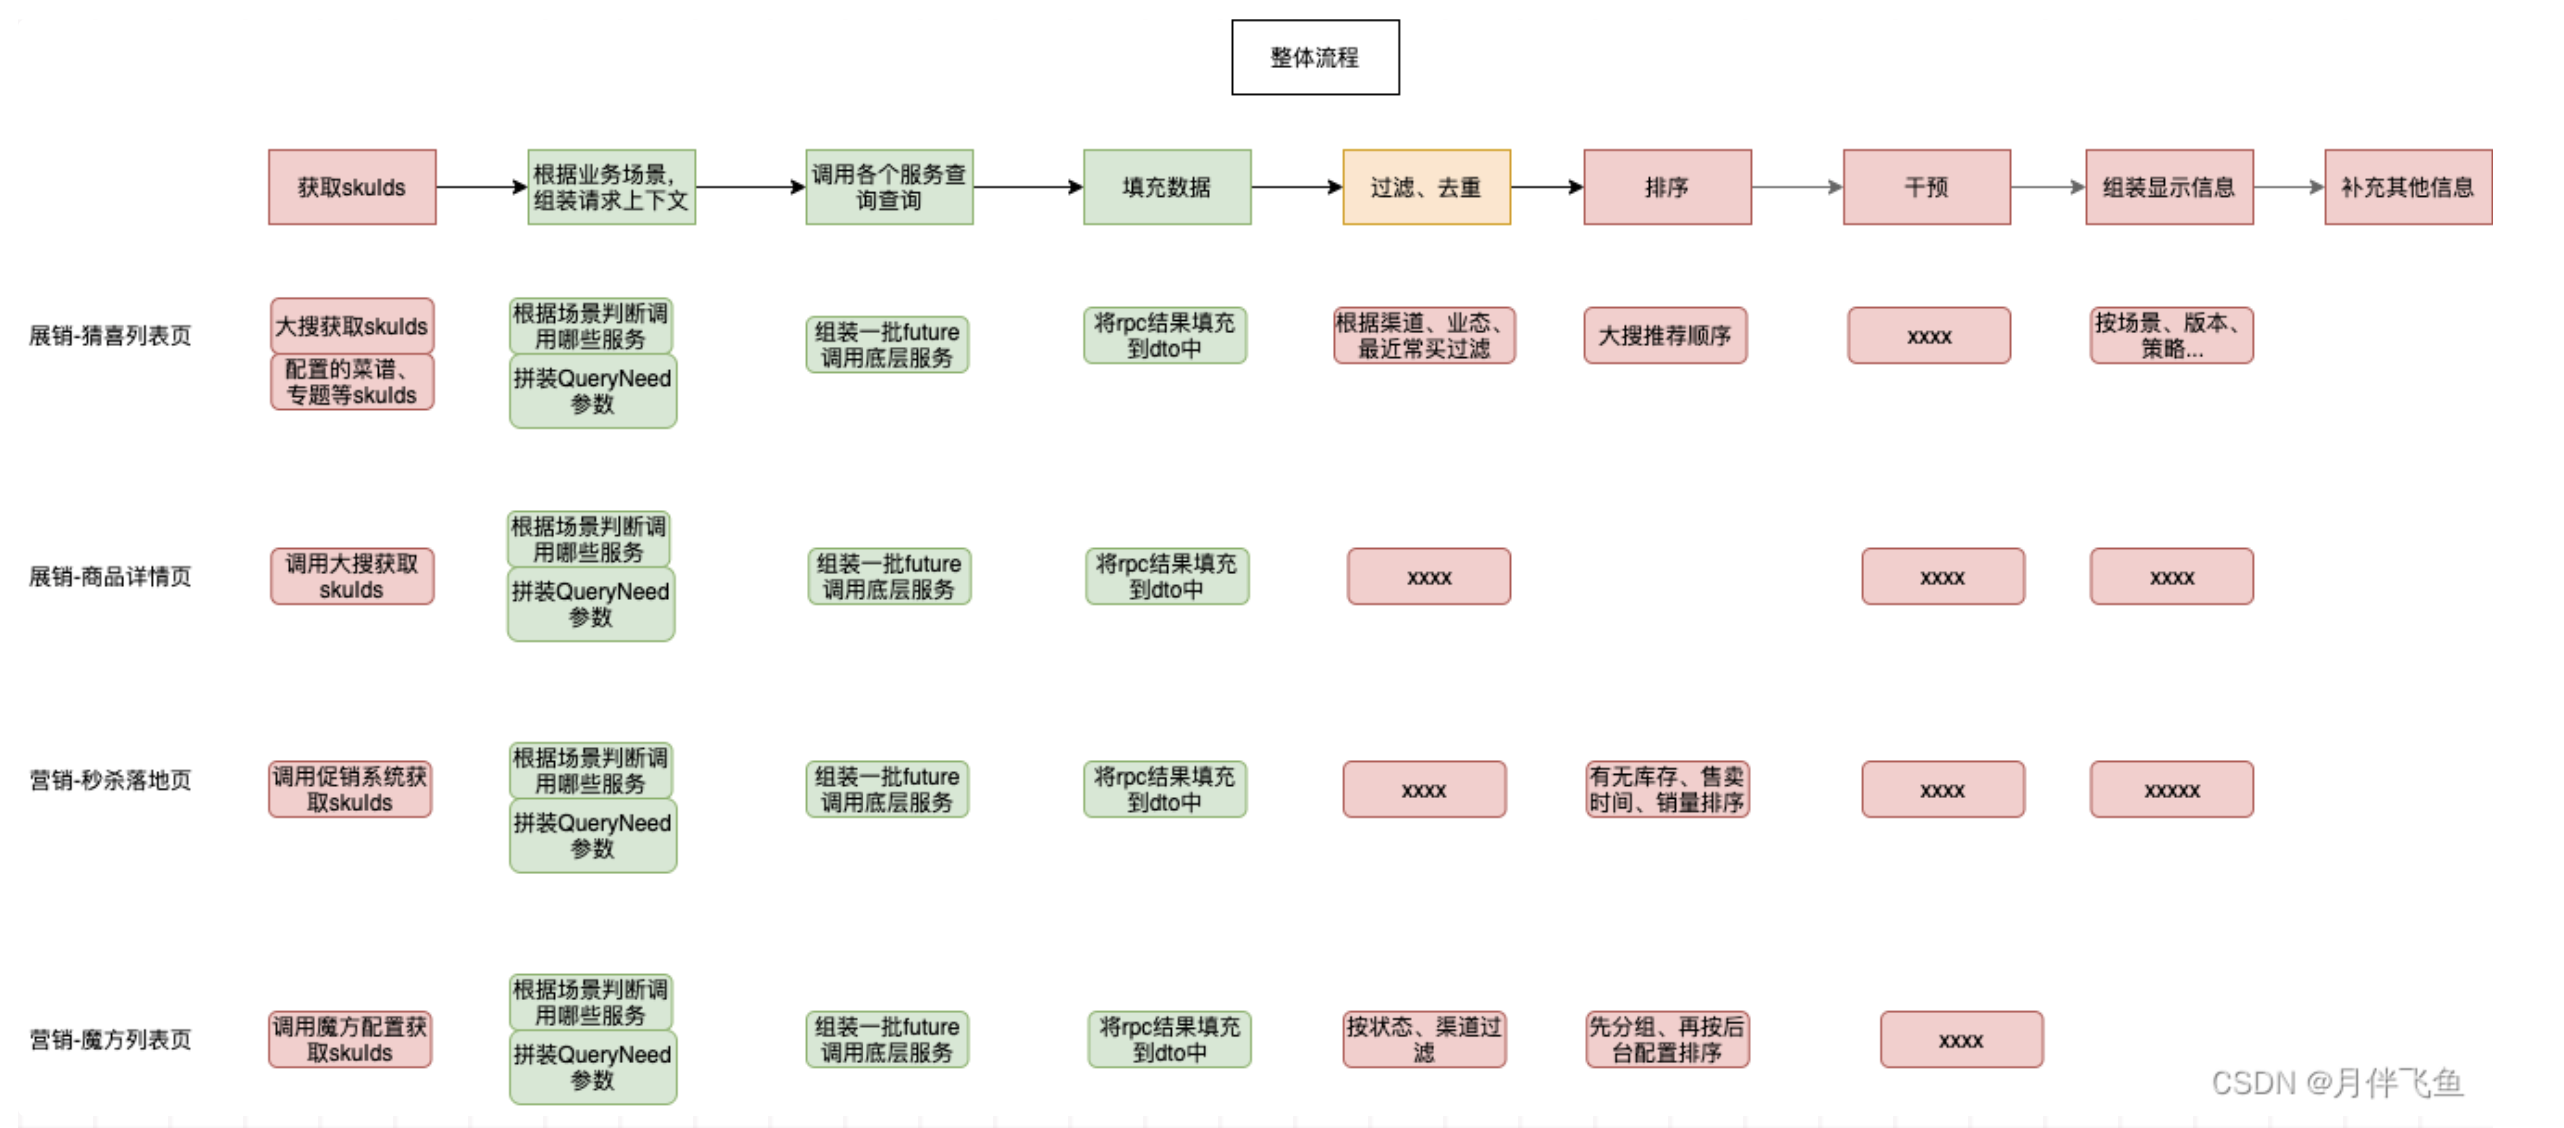 整体流程
获取skuIds
根据业务场景,
组装请求上下文
调用各个服务查
询查询
填充数据
过滤、去重
排序
干预
组装显示信息
补充其他信息
展销-猜喜列表页
大搜获取skuIds
配置的菜谱、
专题等skuIds
根据场景判断调
用哪些服务
拼装QueryNeed
参数
组装一批future
调用底层服务
将rpc结果填充
到dto中
根据渠道、业态、
最近常买过滤
大搜推荐顺序
xxxx
按场景、版本、
策略...
展销-商品详情页
调用大搜获取
skuIds
根据场景判断调
用哪些服务
拼装QueryNeed
参数
组装一批future
调用底层服务
将rpc结果填充
到dto中
xxxx
xxxx
xxxx
营销-秒杀落地页
调用促销系统获
取skuIds
根据场景判断调
用哪些服务
拼装QueryNeed
参数
组装一批future
调用底层服务
将rpc结果填充
到dto中
xxxx
有无库存、售卖
时间、销量排序
xxxx
xxxxx
营销-魔方列表页
调用魔方配置获
取skuIds
根据场景判断调
用哪些服务
拼装QueryNeed
参数
组装一批future
调用底层服务
将rpc结果填充
到dto中
按状态、渠道过
滤
先分组、再按后
台配置排序
xxxx
CSDN @月伴飞鱼